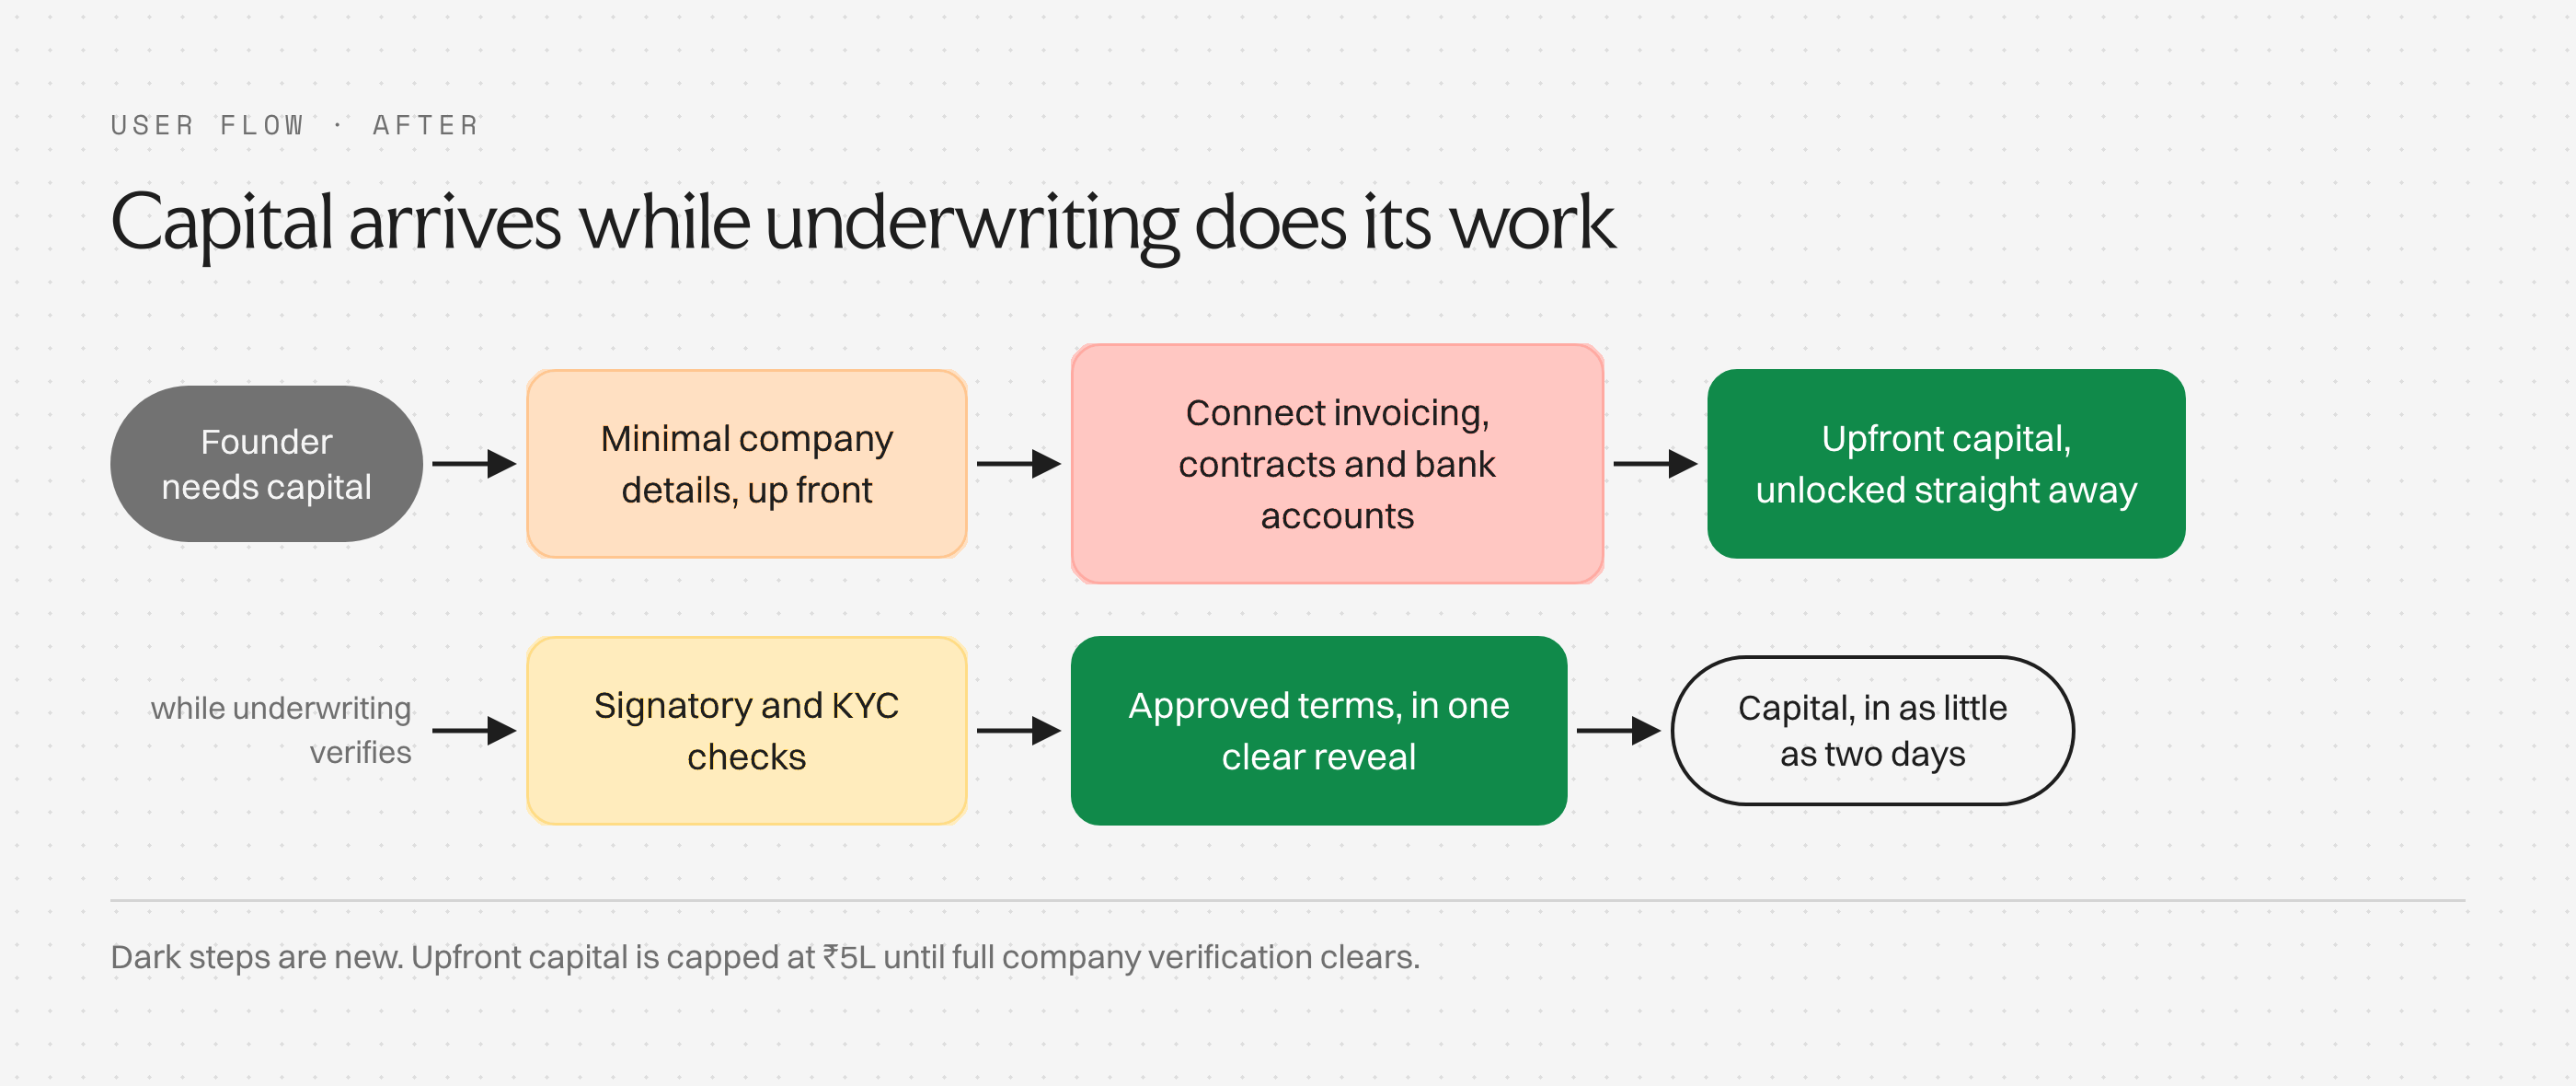 USER FLOW · AFTER
Capital arrives while underwriting does its work
Founder
needs capital
Minimal company
details, up front
Connect invoicing,
contracts and bank
accounts
Upfront capital,
unlocked straight away
while underwriting
verifies
Signatory and KYC
checks
Approved terms, in one
clear reveal
Capital, in as little
as two days
Dark steps are new. Upfront capital is capped at ₹5L until full company verification clears.